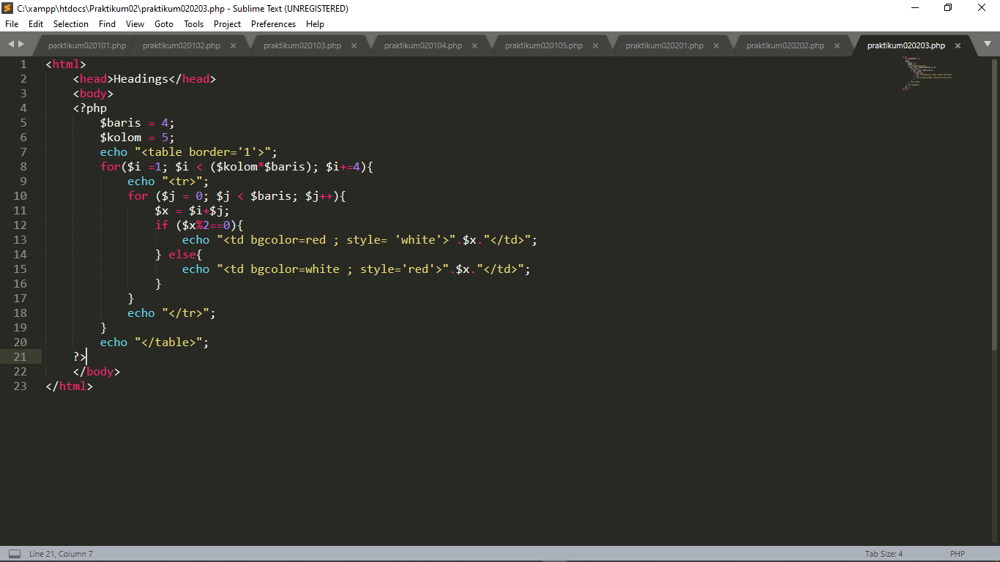 C:\xampp\htdocs\Praktikum02\praktikum020203.php - Sublime Text (UNREGISTERED)
File Edit Selection Find View Goto Tools Project Preferences Help
parktikum020101.php praktikum020102.php praktikum020103.php praktikum020104.php praktikum020105.php praktikum020201.php praktikum020202.php praktikum020203.php
1 <html>
2     <head>Headings</head>
3     <body>
4     <?php
5         $baris = 4;
6         $kolom = 5;
7         echo "<table border='1'>";
8         for($i =1; $i < ($kolom*$baris); $i+=4){
9             echo "<tr>";
10             for ($j = 0; $j < $baris; $j++){
11                 $x = $i+$j;
12                 if ($x%2==0){
13                     echo "<td bgcolor=red ; style= 'white'>".$x."</td>";
14                 } else{
15                     echo "<td bgcolor=white ; style='red'>".$x."</td>";
16                 }
17             }
18             echo "</tr>";
19         }
20         echo "</table>";
21     ?>
22     </body>
23 </html>
Line 21, Column 7 Tab Size: 4 PHP